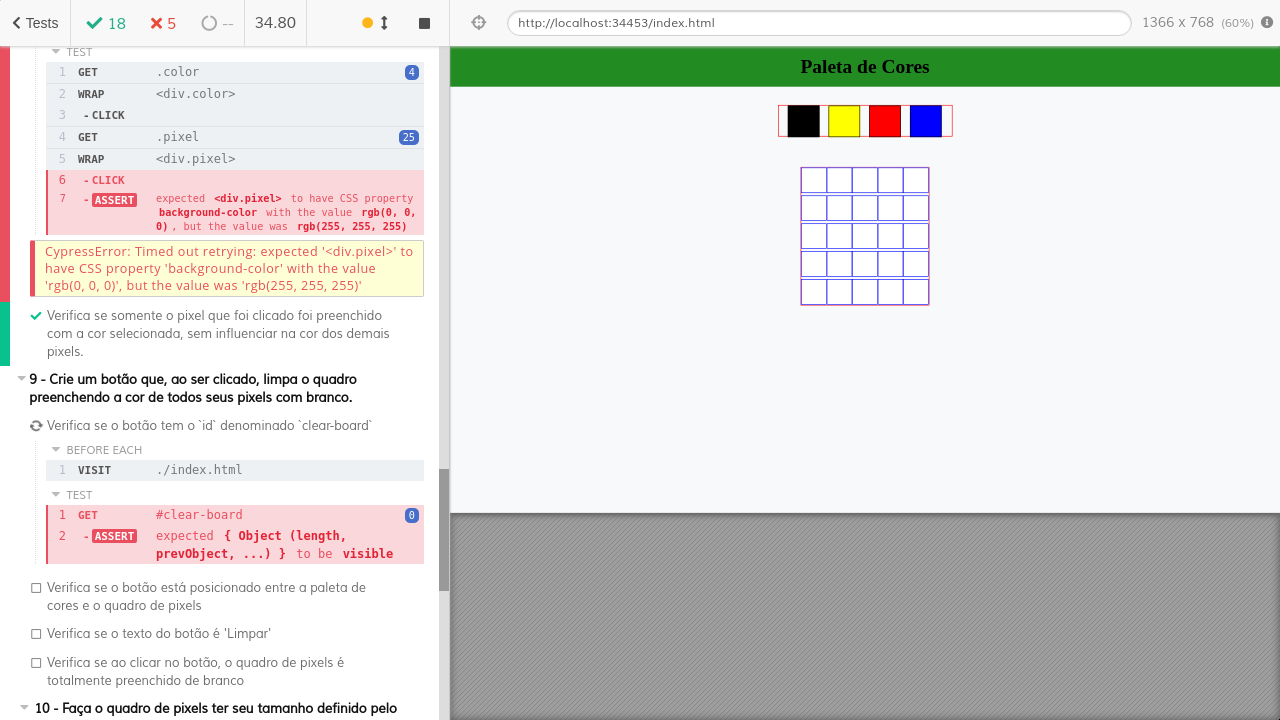 Tests 18 5 -- 34.80 http://localhost:34453/index.html 1366 x 768 (60%)
TEST
1 GET .color 4
2 WRAP <div.color>
3 - CLICK
4 GET .pixel 25
5 WRAP <div.pixel>
6 - CLICK
7 - ASSERT expected <div.pixel> to have CSS property
background-color with the value rgb(0, 0,
0) , but the value was rgb(255, 255, 255)
CypressError: Timed out retrying: expected '<div.pixel>' to
have CSS property 'background-color' with the value
'rgb(0, 0, 0)', but the value was 'rgb(255, 255, 255)'
Verifica se somente o pixel que foi clicado foi preenchido
com a cor selecionada, sem influenciar na cor dos demais
pixels.
9 - Crie um botão que, ao ser clicado, limpa o quadro
preenchendo a cor de todos seus pixels com branco.
Verifica se o botão tem o `id` denominado `clear-board`
BEFORE EACH
1 VISIT ./index.html
TEST
1 GET #clear-board 0
2 - ASSERT expected { Object (length,
prevObject, ...) } to be visible
Verifica se o botão está posicionado entre a paleta de
cores e o quadro de pixels
Verifica se o texto do botão é 'Limpar'
Verifica se ao clicar no botão, o quadro de pixels é
totalmente preenchido de branco
10 - Faça o quadro de pixels ter seu tamanho definido pelo
Paleta de Cores